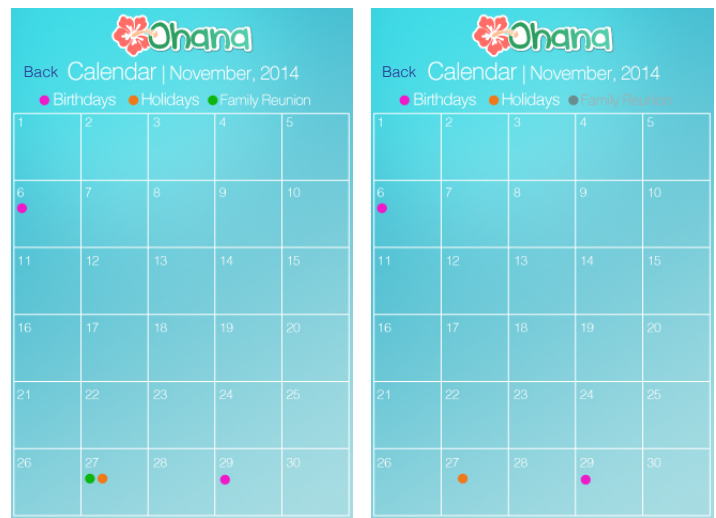 Ohana
Back Calendar | November, 2014
Birthdays Holidays Family Reunion
1 2 3 4 5
6 7 8 9 10
11 12 13 14 15
16 17 18 19 20
21 22 23 24 25
26 27 28 29 30
Ohana
Back Calendar | November, 2014
Birthdays Holidays Family Reunion
1 2 3 4 5
6 7 8 9 10
11 12 13 14 15
16 17 18 19 20
21 22 23 24 25
26 27 28 29 30